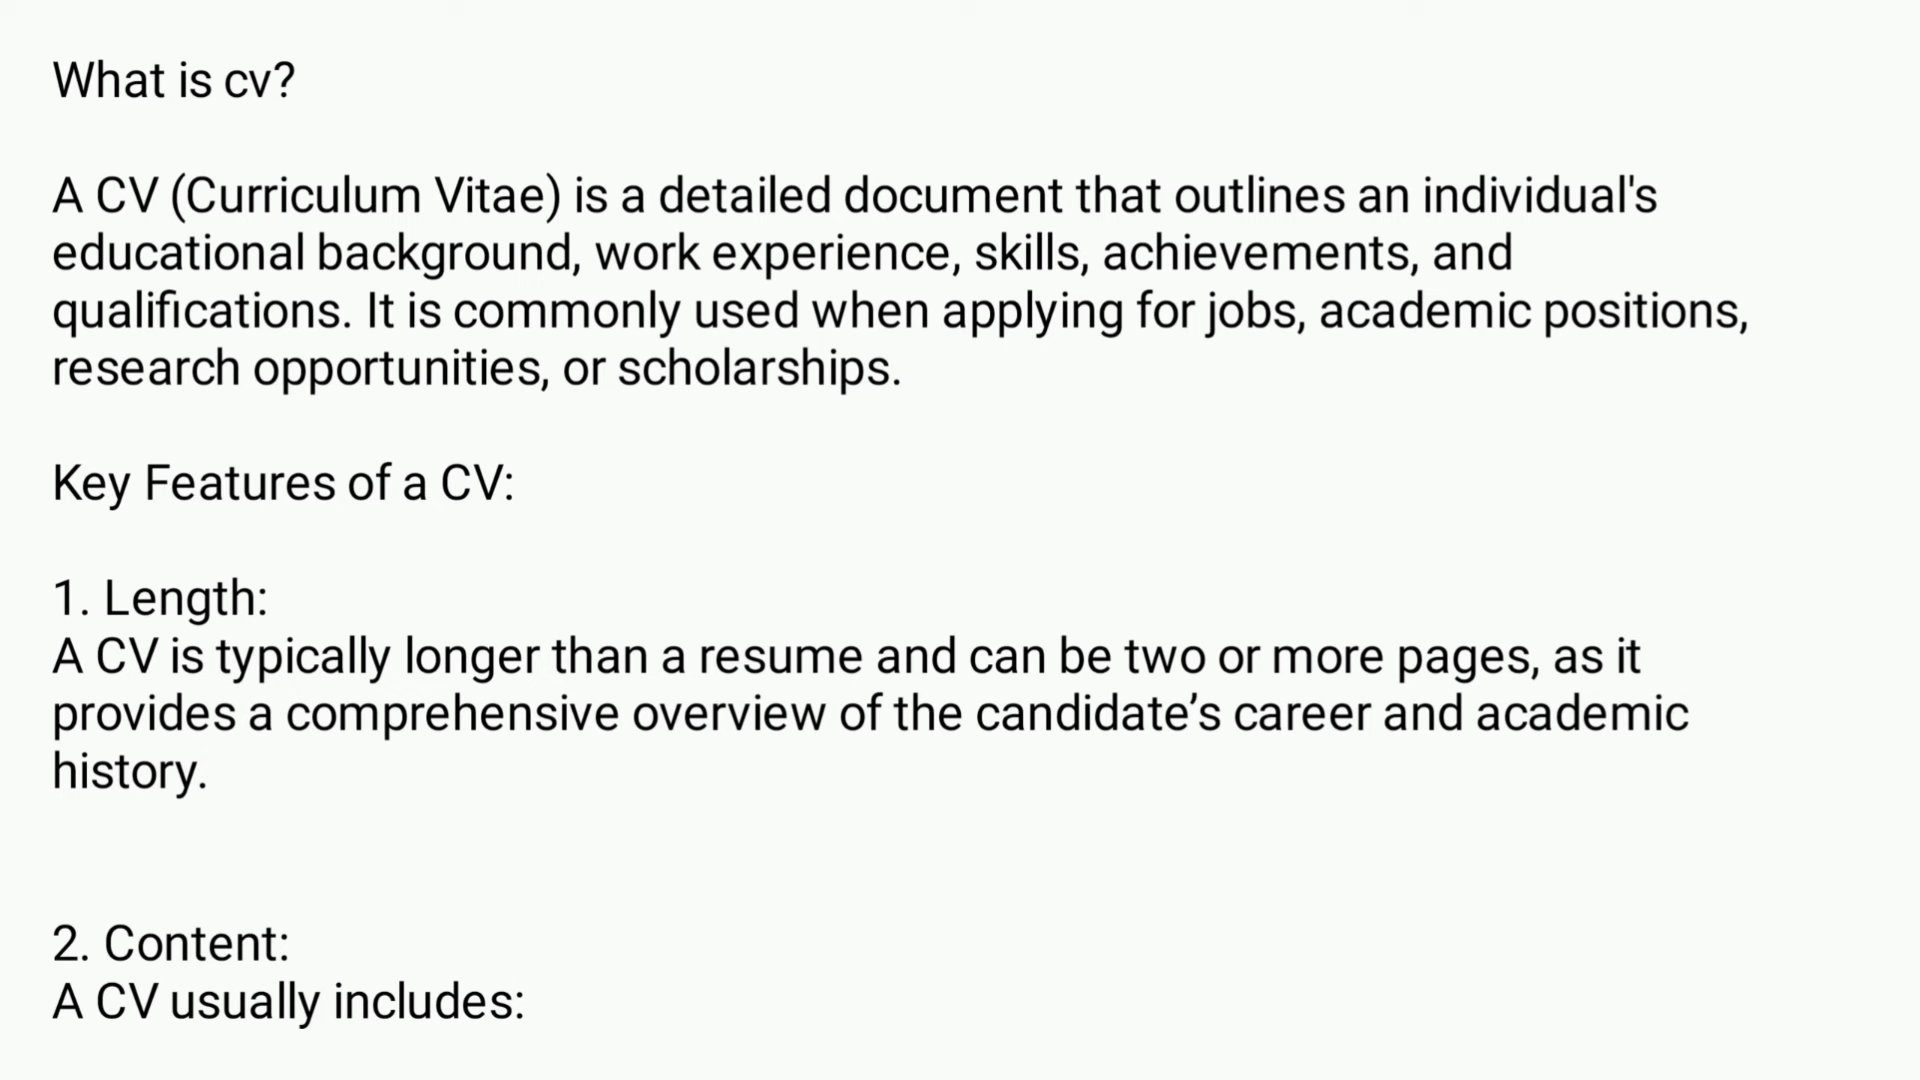 What is cv?
A CV (Curriculum Vitae) is a detailed document that outlines an individual's
educational background, work experience, skills, achievements, and
qualifications. It is commonly used when applying for jobs, academic positions,
research opportunities, or scholarships.
Key Features of a CV:
1. Length:
A CV is typically longer than a resume and can be two or more pages, as it
provides a comprehensive overview of the candidate’s career and academic
history.
2. Content:
A CV usually includes: